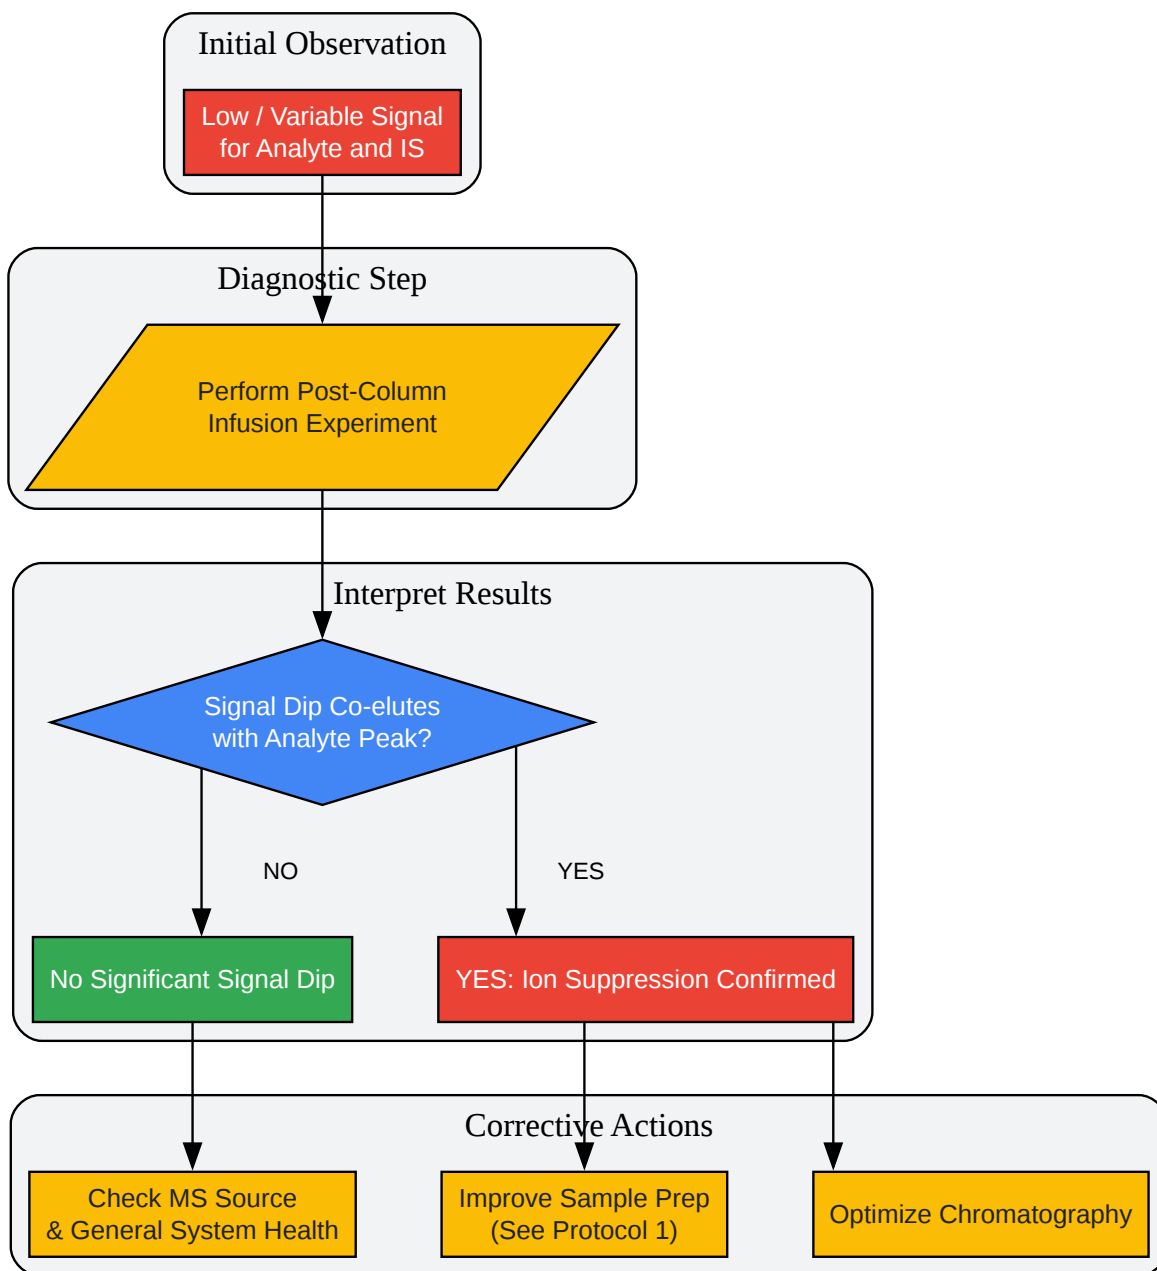 Initial Observation
Low / Variable Signal
for Analyte and IS
Diagnostic Step
Perform Post-Column
Infusion Experiment
Interpret Results
Signal Dip Co-elutes
with Analyte Peak?
NO
YES
No Significant Signal Dip
YES: Ion Suppression Confirmed
Corrective Actions
Check MS Source
& General System Health
Improve Sample Prep
(See Protocol 1)
Optimize Chromatography